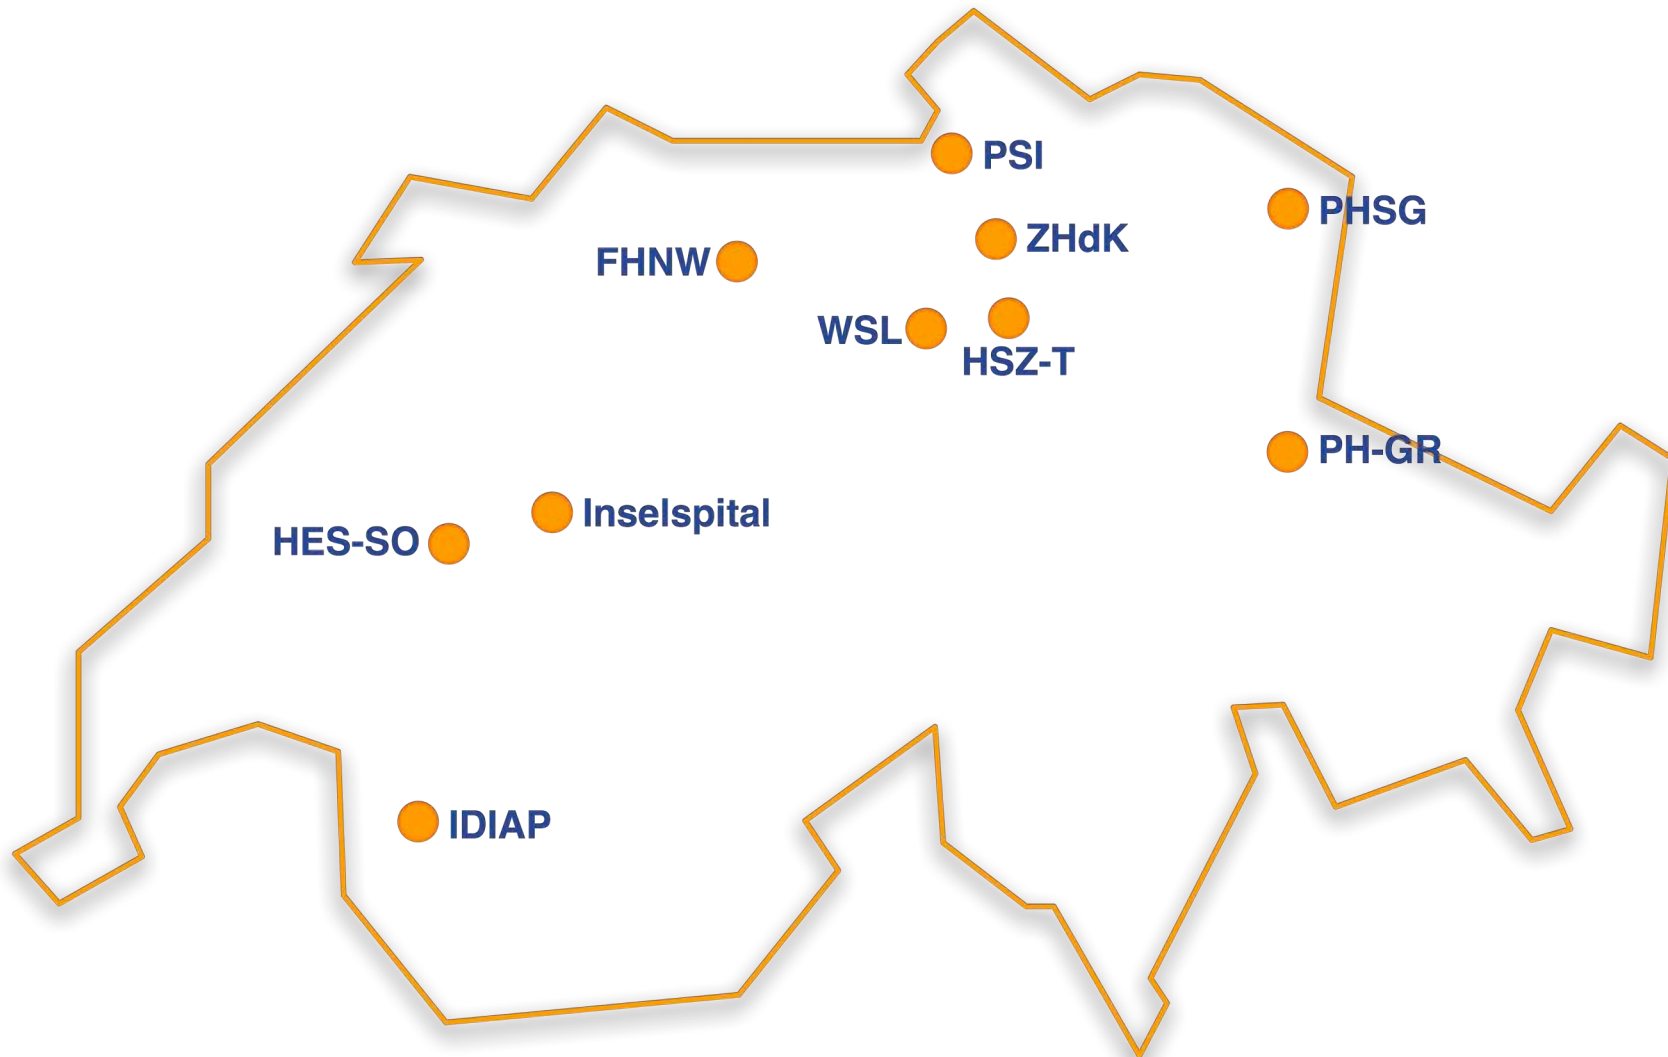 PSI
PHSG
ZHdK
FHNW
WSL
HSZ-T
PH-GR
Inselspital
HES-SO
IDIAP